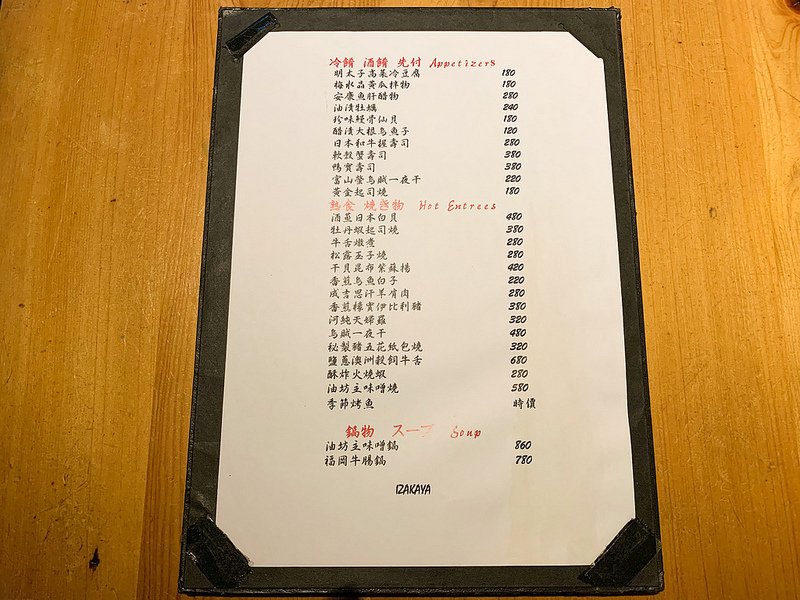 冷餚 酒餚 先付 Appetizers
明太子高菜冷豆腐 180
梅水晶黃瓜拌物 180
安康魚肝醋物 280
油漬牡蠣 240
珍味軟骨仙貝 180
醋漬大根烏魚子 120
日本和牛握壽司 280
軟殼蟹壽司 380
鴨寶壽司 380
富山螢烏賊一夜干 220
黃金起司燒 180
熟食 焼き物 Hot Entrees
酒蒸日本白貝 480
牡丹蝦起司燒 380
牛舌燉煮 280
松露玉子燒 280
干貝昆布紫蘇揚 420
香煎烏魚白子 220
成吉思汗羊肩肉 280
香煎橡實伊比利豬 380
河魨天婦羅 320
烏賊一夜干 480
秘製豬五花紙包燒 320
鹽蔥澳洲穀飼牛舌 680
酥炸火燒蝦 280
油坊主味噌燒 580
季節烤魚 時價
鍋物 スープ Soup
油坊主味噌鍋 860
福岡牛腸鍋 780
IZAKAYA